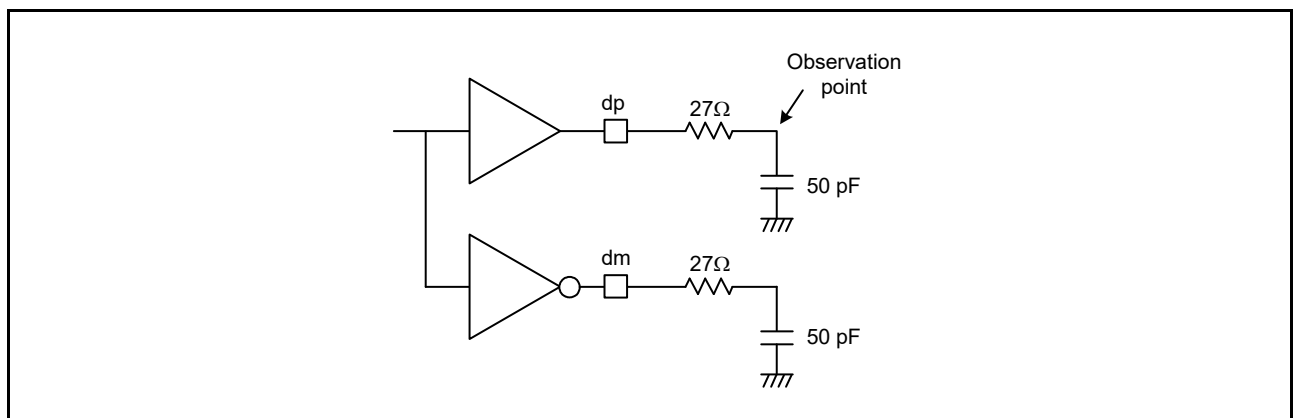 Observation
point
dp
27Ω
50 pF
dm
27Ω
50 pF